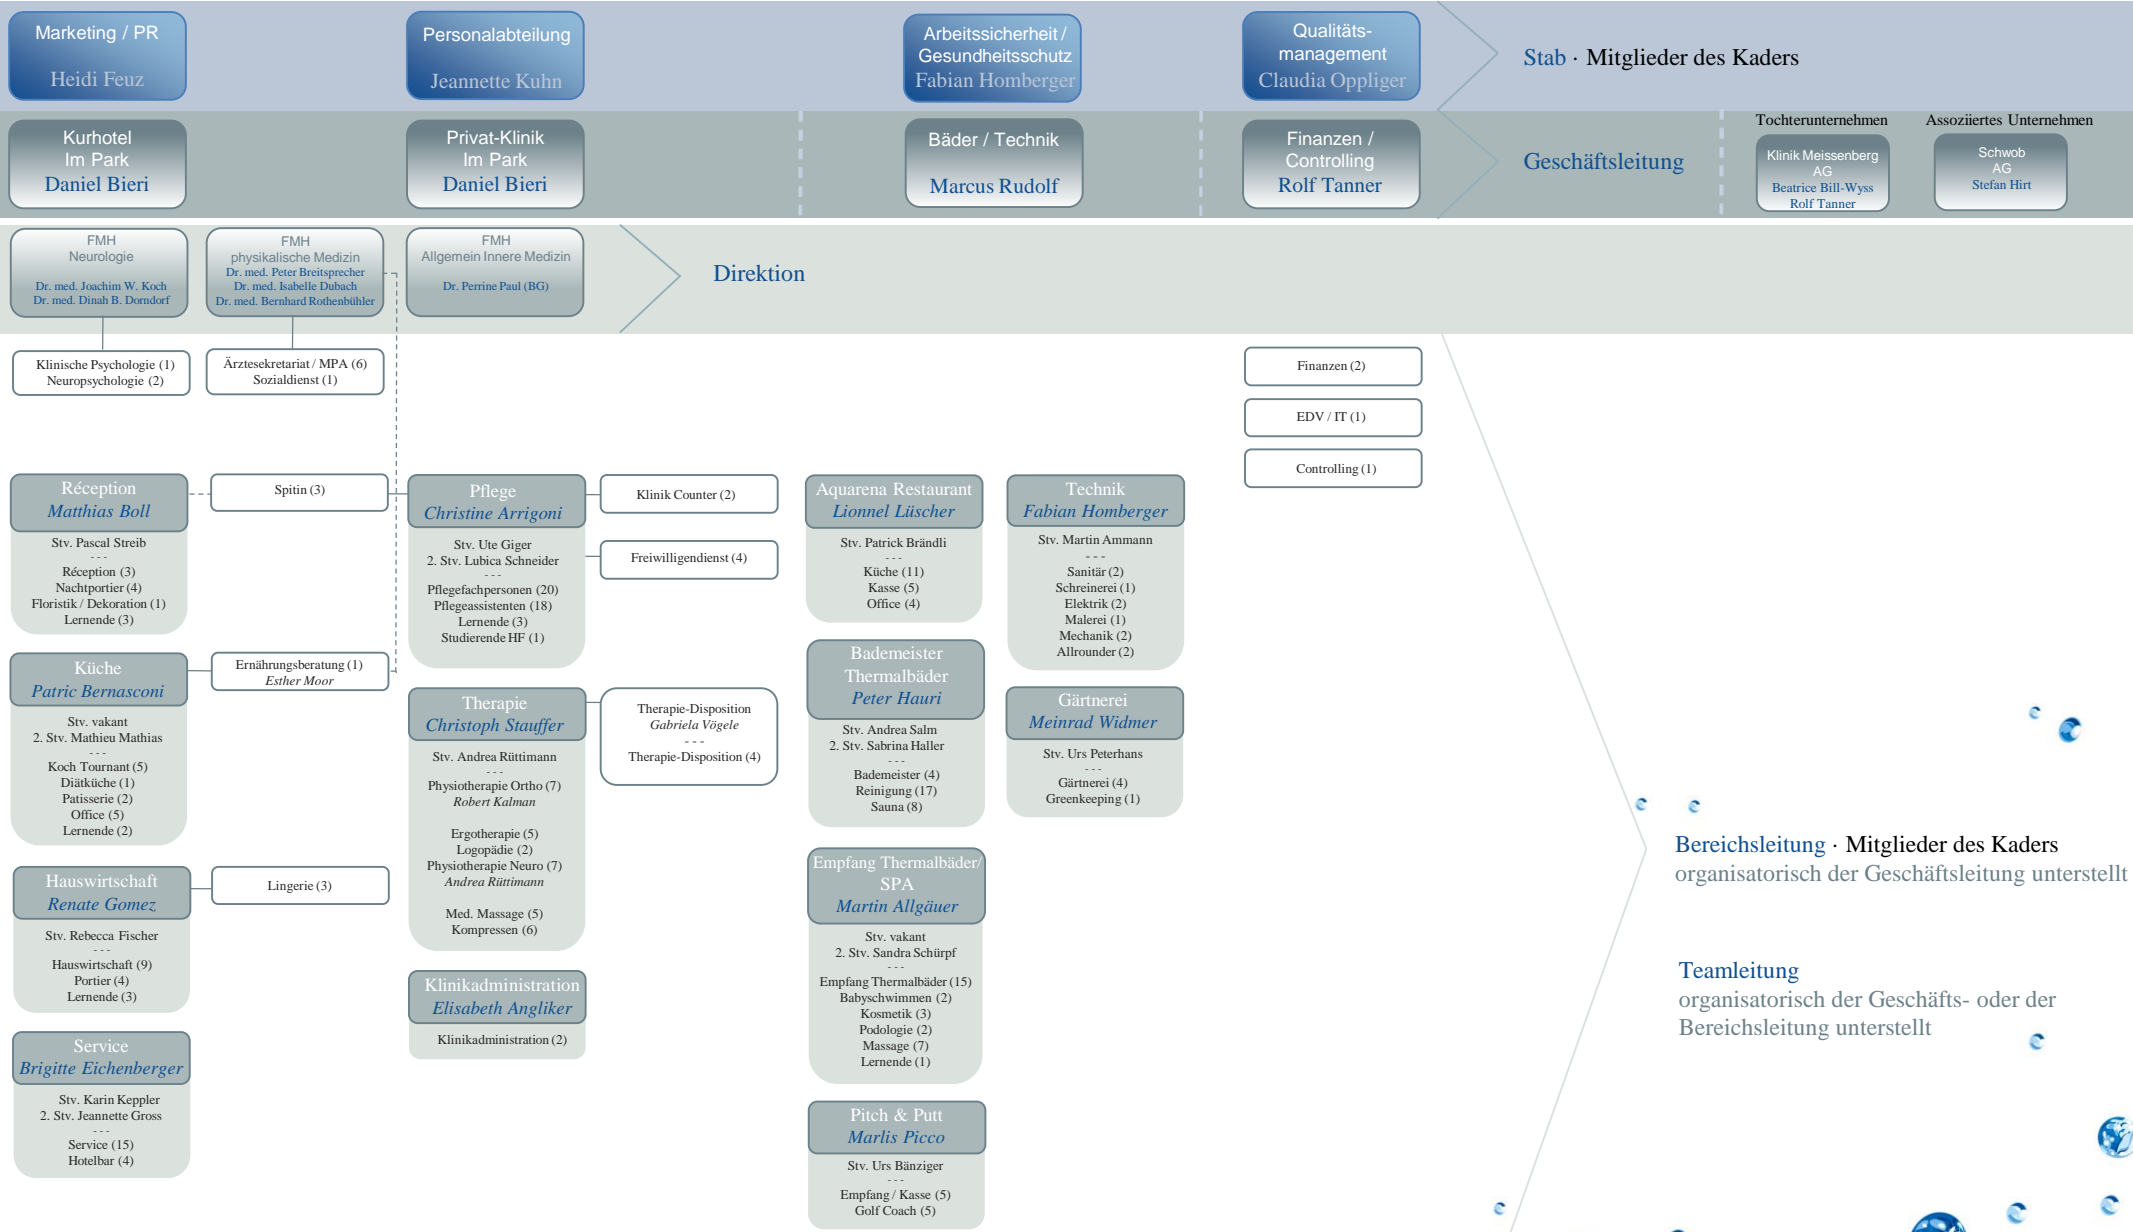 Marketing / PR
Heidi Feuz
Personalabteilung
Jeannette Kuhn
Arbeitssicherheit /
Gesundheitsschutz
Fabian Homberger
Qualitäts-
management
Claudia Oppliger
Stab · Mitglieder des Kaders
Kurhotel
Im Park
Daniel Bieri
Privat-Klinik
Im Park
Daniel Bieri
Bäder / Technik
Marcus Rudolf
Finanzen /
Controlling
Rolf Tanner
Geschäftsleitung
Tochterunternehmen
Klinik Meissenberg
AG
Beatrice Bill-Wyss
Rolf Tanner
Assoziiertes Unternehmen
Schwob
AG
Stefan Hirt
FMH
Neurologie
Dr. med. Joachim W. Koch
Dr. med. Dinah B. Dorndorf
FMH
physikalische Medizin
Dr. med. Peter Breitsprecher
Dr. med. Isabelle Dubach
Dr. med. Bernhard Rothenbühler
FMH
Allgemein Innere Medizin
Dr. Perrine Paul (BG)
Direktion
Klinische Psychologie (1)
Neuropsychologie (2)
Ärztesekretariat / MPA (6)
Sozialdienst (1)
Finanzen (2)
EDV / IT (1)
Controlling (1)
Réception
Matthias Boll
Stv. Pascal Streib
- - -
Réception (3)
Nachtportier (4)
Floristik / Dekoration (1)
Lernende (3)
Spitin (3)
Küche
Patric Bernasconi
Stv. vakant
2. Stv. Mathieu Mathias
- - -
Koch Tournant (5)
Diätküche (1)
Patisserie (2)
Office (5)
Lernende (2)
Ernährungsberatung (1)
Esther Moor
Hauswirtschaft
Renate Gomez
Stv. Rebecca Fischer
- - -
Hauswirtschaft (9)
Portier (4)
Lernende (3)
Lingerie (3)
Service
Brigitte Eichenberger
Stv. Karin Keppler
2. Stv. Jeannette Gross
- - -
Service (15)
Hotelbar (4)
Pflege
Christine Arrigoni
Stv. Ute Giger
2. Stv. Lubica Schneider
- - -
Pflegefachpersonen (20)
Pflegeassistenten (18)
Lernende (3)
Studierende HF (1)
Klinik Counter (2)
Freiwilligendienst (4)
Therapie
Christoph Stauffer
Stv. Andrea Rüttimann
- - -
Physiotherapie Ortho (7)
Robert Kalman
Ergotherapie (5)
Logopädie (2)
Physiotherapie Neuro (7)
Andrea Rüttimann
Med. Massage (5)
Kompressen (6)
Therapie-Disposition
Gabriela Vögele
- - -
Therapie-Disposition (4)
Klinikadministration
Elisabeth Angliker
Klinikadministration (2)
Aquarena Restaurant
Lionnel Lüscher
Stv. Patrick Brändli
- - -
Küche (11)
Kasse (5)
Office (4)
Bademeister
Thermalbäder
Peter Hauri
Stv. Andrea Salm
2. Stv. Sabrina Haller
- - -
Bademeister (4)
Reinigung (17)
Sauna (8)
Empfang Thermalbäder/
SPA
Martin Allgäuer
Stv. vakant
2. Stv. Sandra Schürpf
- - -
Empfang Thermalbäder (15)
Babyschwimmen (2)
Kosmetik (3)
Podologie (2)
Massage (7)
Lernende (1)
Pitch & Putt
Marlis Picco
Stv. Urs Bänziger
- - -
Empfang / Kasse (5)
Golf Coach (5)
Technik
Fabian Homberger
Stv. Martin Ammann
- - -
Sanitär (2)
Schreinerei (1)
Elektrik (2)
Malerei (1)
Mechanik (2)
Allrounder (2)
Gärtnerei
Meinrad Widmer
Stv. Urs Peterhans
- - -
Gärtnerei (4)
Greenkeeping (1)
Bereichsleitung · Mitglieder des Kaders
organisatorisch der Geschäftsleitung unterstellt
Teamleitung
organisatorisch der Geschäfts- oder der
Bereichsleitung unterstellt